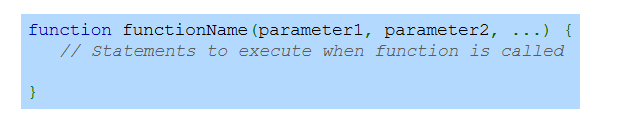 function functionName(parameter1, parameter2, ...) {
// Statements to execute when function is called
}